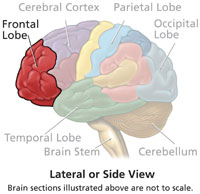 Cerebral Cortex
Parietal Lobe
Frontal
Lobe
Occipital
Lobe
Temporal Lobe
Brain Stem
Cerebellum
Lateral or Side View
Brain sections illustrated above are not to scale.